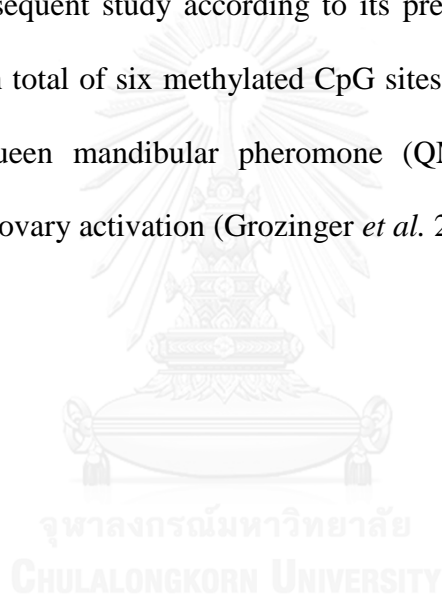 sequent study according to its pre
total of six methylated CpG sites
ueen mandibular pheromone (Q
ovary activation (Grozinger et al. 2
จุฬาลงกรณ์มหาวิทยาลัย
CHULALONGKORN UNIVERSITY